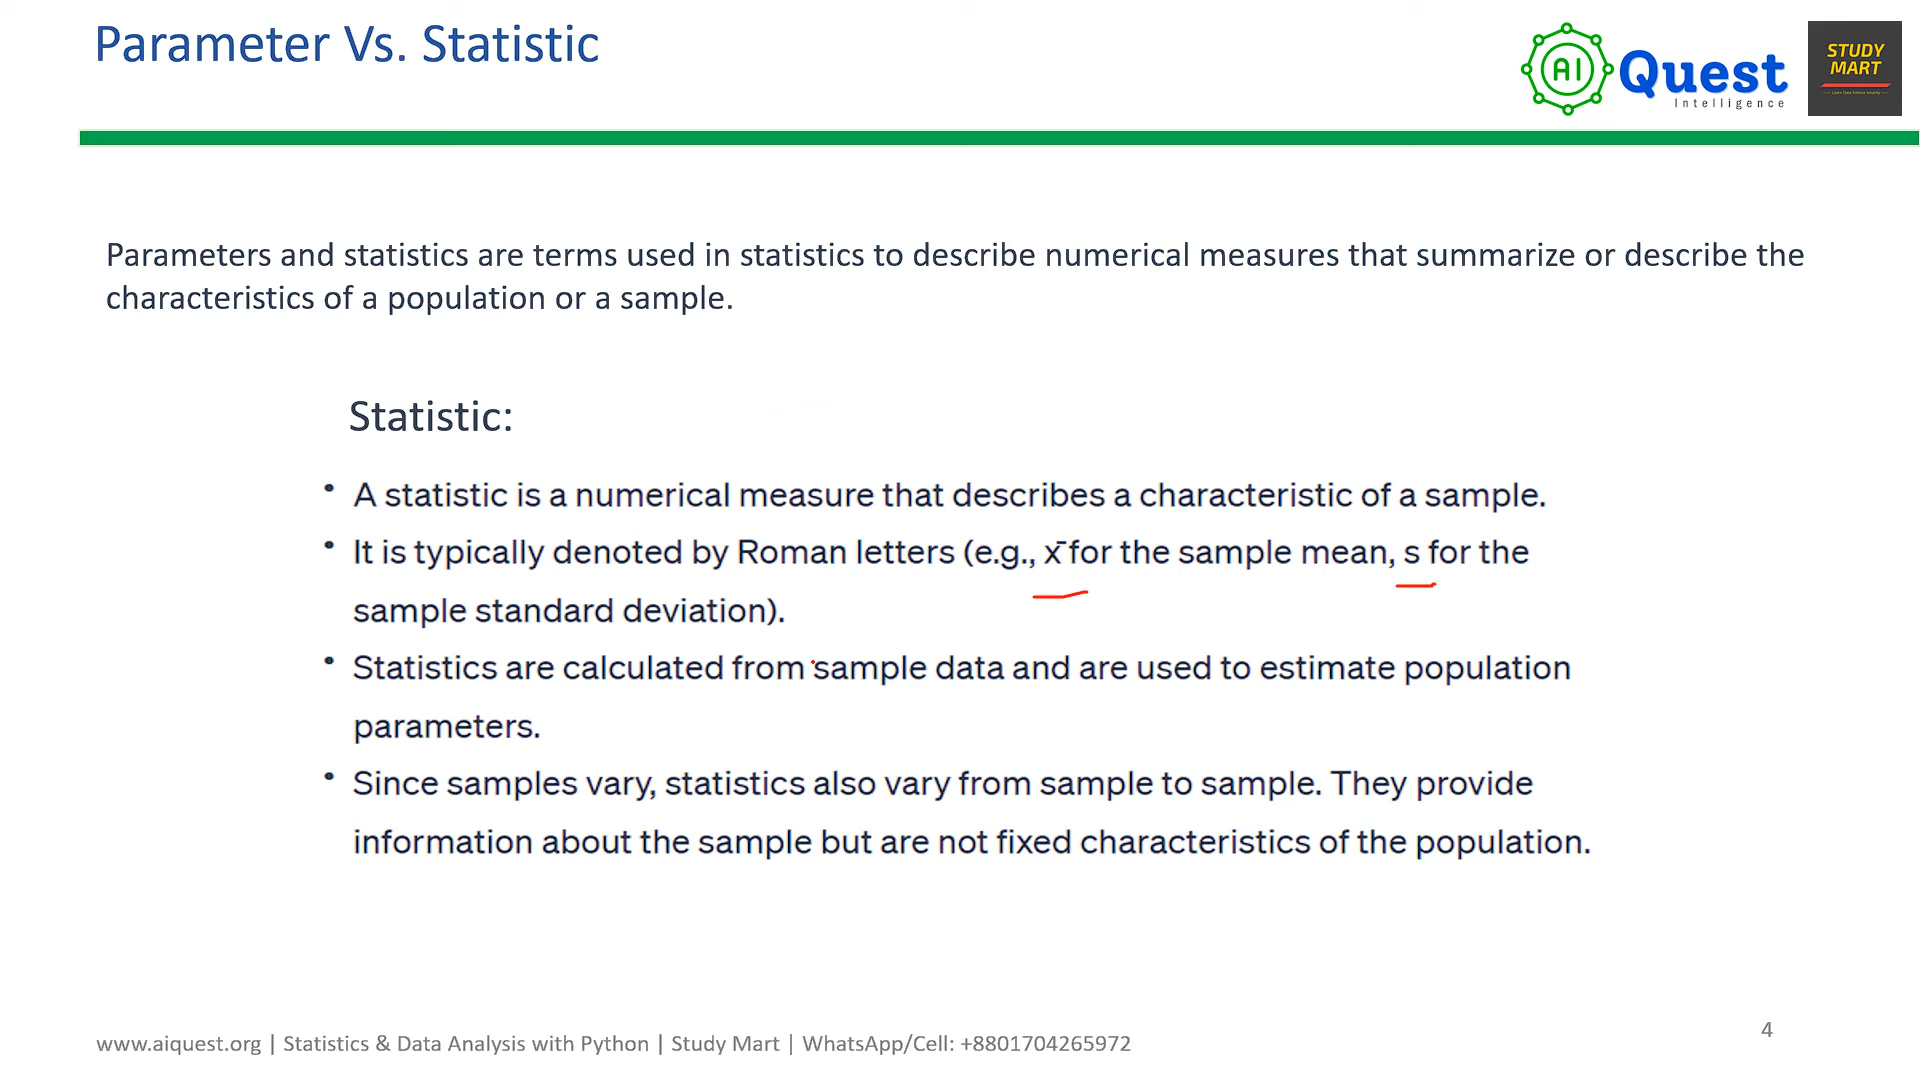 Parameter Vs. Statistic
AI Quest
Intelligence
STUDY
MART
Parameters and statistics are terms used in statistics to describe numerical measures that summarize or describe the
characteristics of a population or a sample.
Statistic:
• A statistic is a numerical measure that describes a characteristic of a sample.
• It is typically denoted by Roman letters (e.g., x̄ for the sample mean, s for the
sample standard deviation).
• Statistics are calculated from sample data and are used to estimate population
parameters.
• Since samples vary, statistics also vary from sample to sample. They provide
information about the sample but are not fixed characteristics of the population.
www.aiquest.org | Statistics & Data Analysis with Python | Study Mart | WhatsApp/Cell: +8801704265972
4